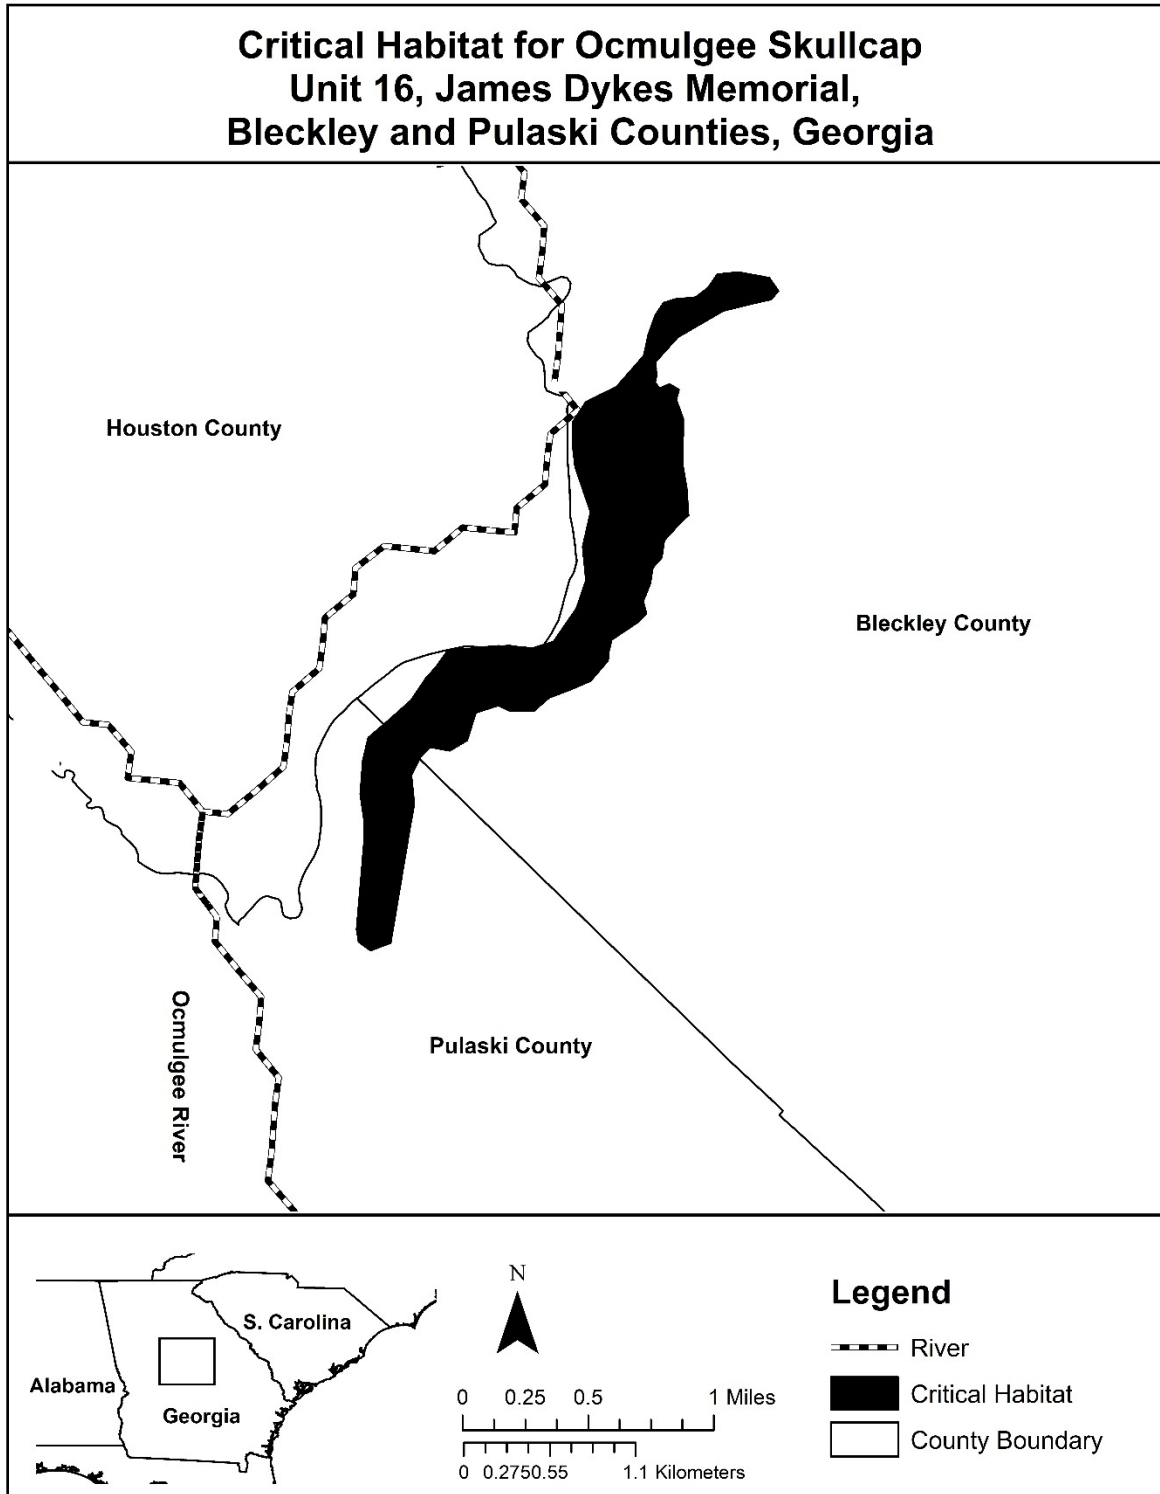 Critical Habitat for Ocmulgee Skullcap
Unit 16, James Dykes Memorial,
Bleckley and Pulaski Counties, Georgia
Houston County
Bleckley County
Pulaski County
Ocmulgee River
S. Carolina
Alabama
Georgia
N
0 0.25 0.5 1 Miles
0 0.2750.55 1.1 Kilometers
Legend
River
Critical Habitat
County Boundary